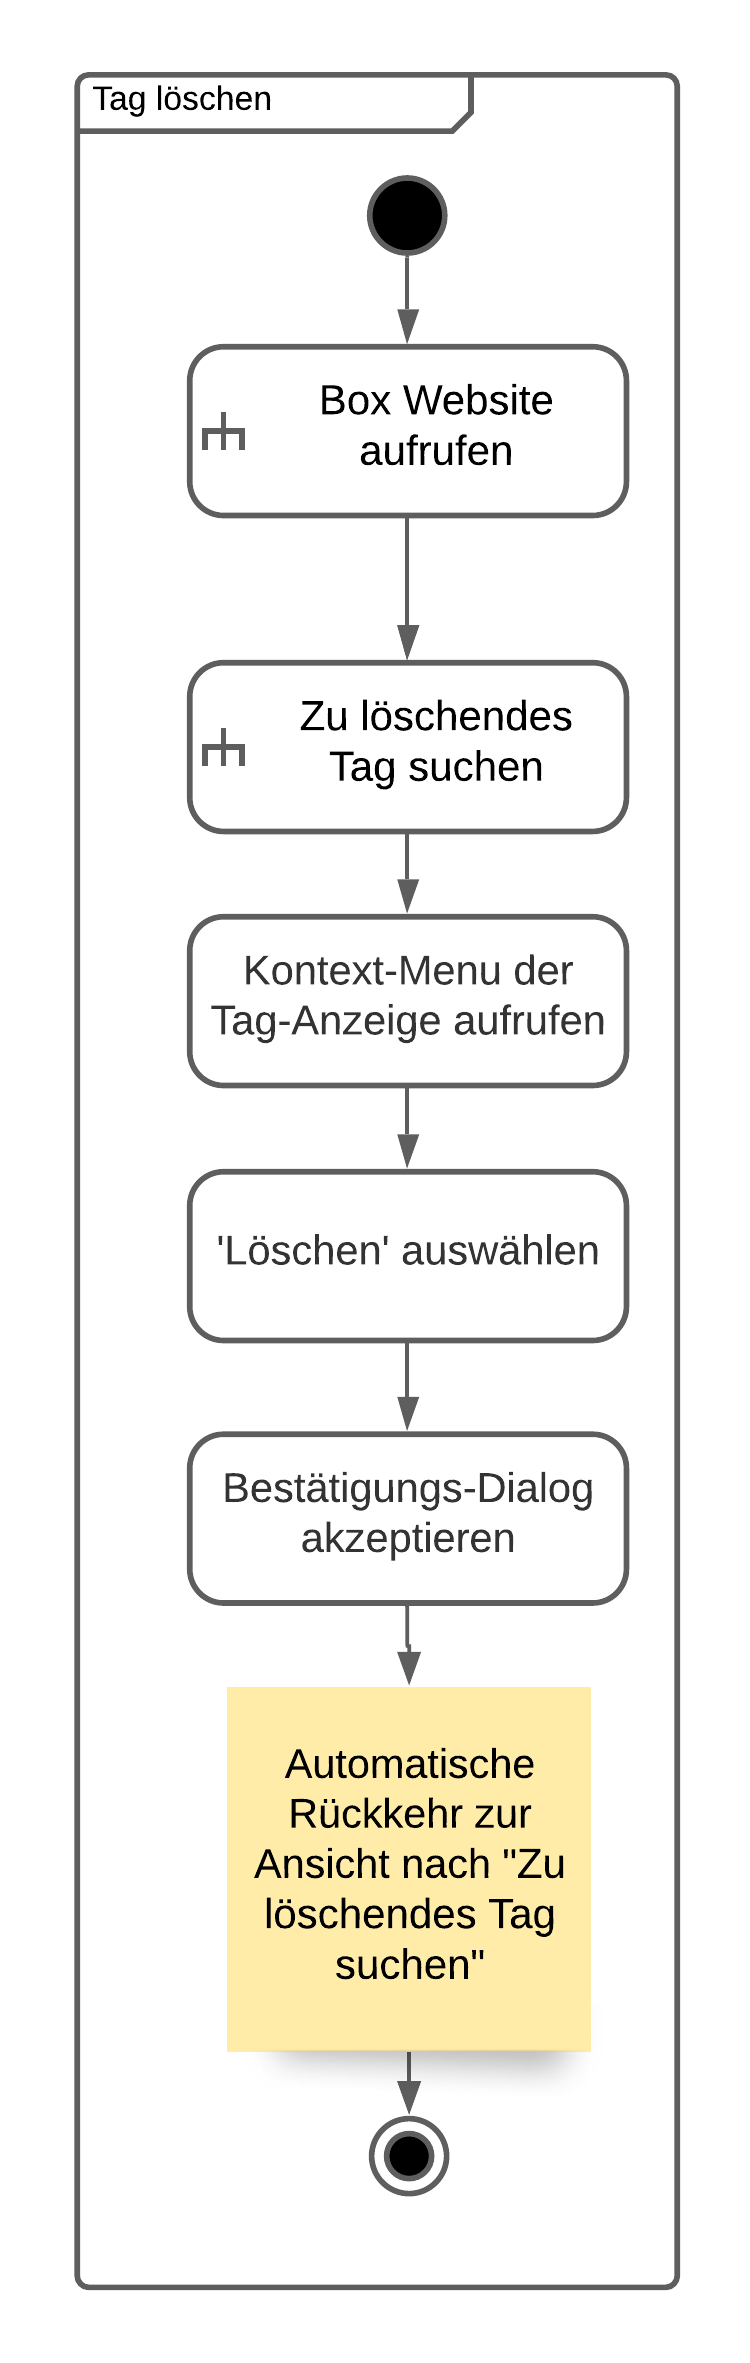 Tag löschen
Box Website
aufrufen
Zu löschendes
Tag suchen
Kontext-Menu der
Tag-Anzeige aufrufen
'Löschen' auswählen
Bestätigungs-Dialog
akzeptieren
Automatische
Rückkehr zur
Ansicht nach "Zu
löschendes Tag
suchen"